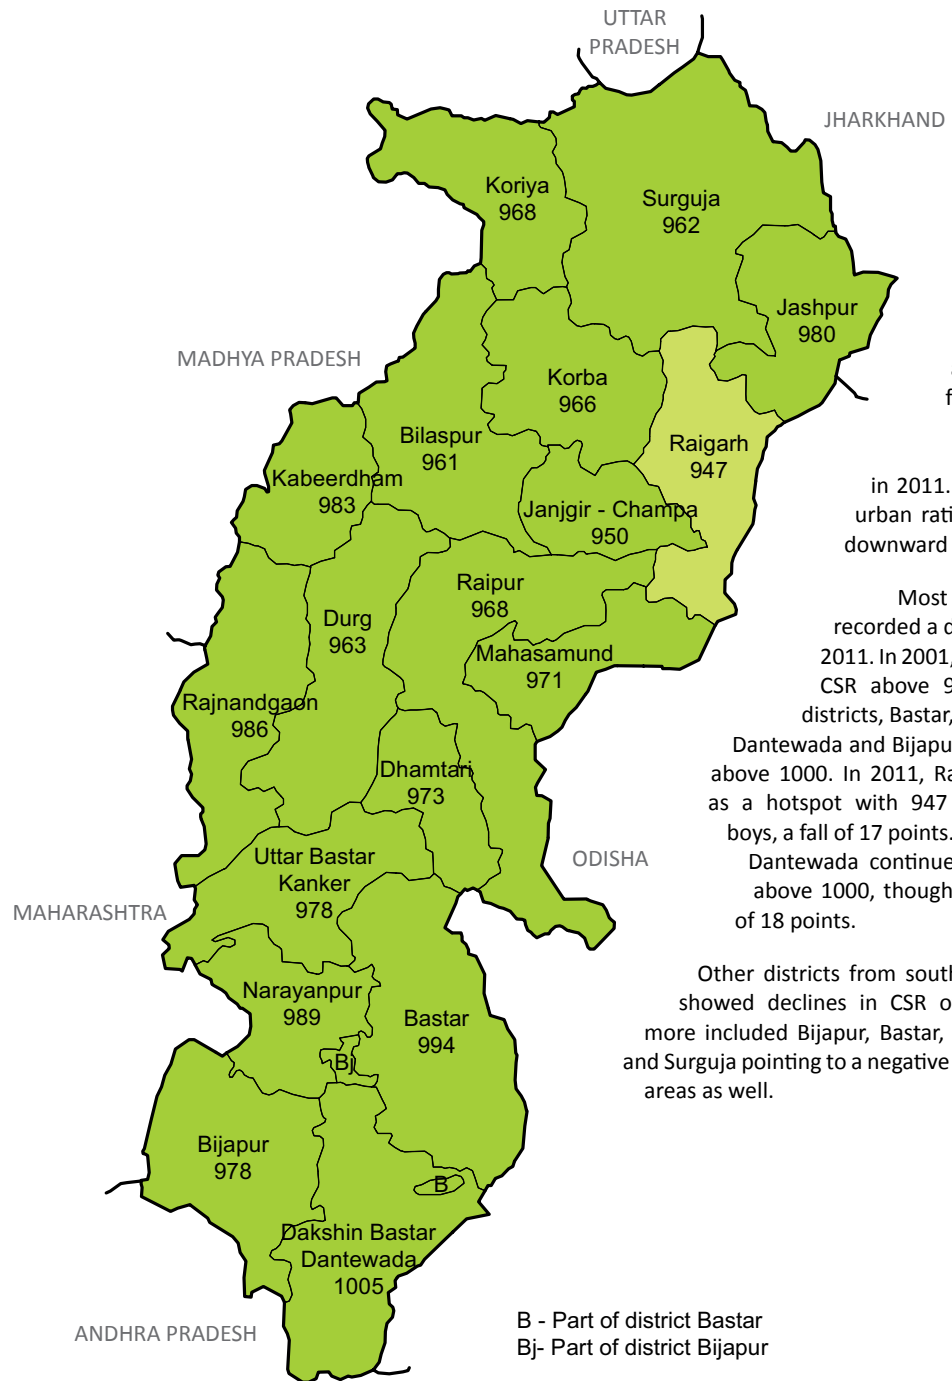 UTTAR
PRADESH
JHARKHAND
Koriya
968
Surguja
962
Jashpur
980
MADHYA PRADESH
Korba
966
Raigarh
947
Bilaspur
961
Kabeerdham
983
Janjgir - Champa
950
Raipur
968
Durg
963
Mahasamund
971
Rajnandgaon
986
Dhamtari
973
Uttar Bastar
Kanker
978
ODISHA
MAHARASHTRA
Narayanpur
989
Bastar
994
Bj
Bijapur
978
B
Dakshin Bastar
Dantewada
1005
ANDHRA PRADESH
B - Part of district Bastar
Bj- Part of district Bijapur
in 2011.
urban
downward
Most
recorded a
2011. In 2001,
CSR above
districts, Bastar,
Dantewada and
above 1000. In 2011,
as a hotspot with 947
boys, a fall of 17 points.
Dantewada
above 1000, though
of 18 points.
Other districts from
showed declines in CSR
more included Bijapur, Bastar,
and Surguja pointing to a negative
areas as well.